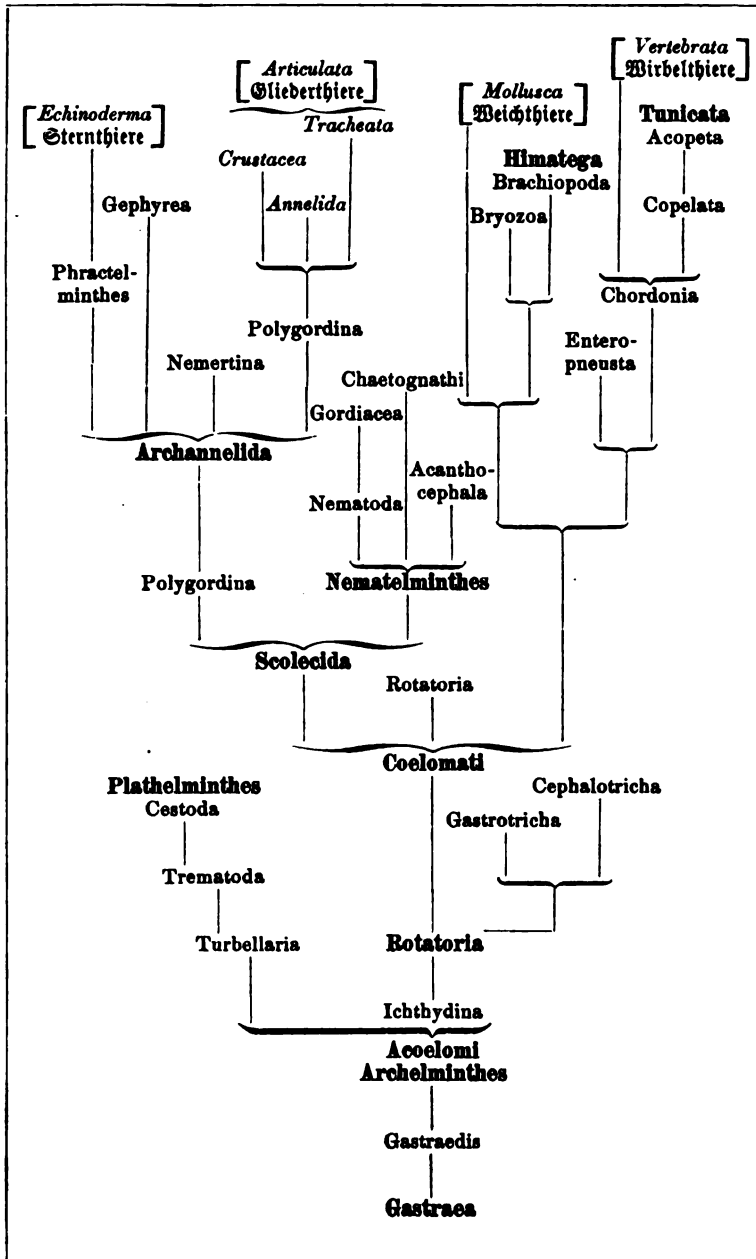 Vertebrata
Wirbelthiere
Articulata
Gliederthiere
Mollusca
Weichthiere
Echinoderma
Sternthiere
Tunicata
Acopeta
Tracheata
Crustacea
Himatega
Brachiopoda
Gephyrea
Annelida
Bryozoa
Copelata
Phractel-
minthes
Chordonia
Polygordina
Entero-
pneusta
Nemertina
Chaetognathi
Gordiacea
Archannelida
Acantho-
cephala
Nematoda
Polygordina
Nematelminthes
Scolecida
Rotatoria
Coelomati
Plathelminthes
Cestoda
Cephalotricha
Gastrotricha
Trematoda
Turbellaria
Rotatoria
Ichthydina
Acoelomi
Archelminthes
Gastraedis
Gastraea